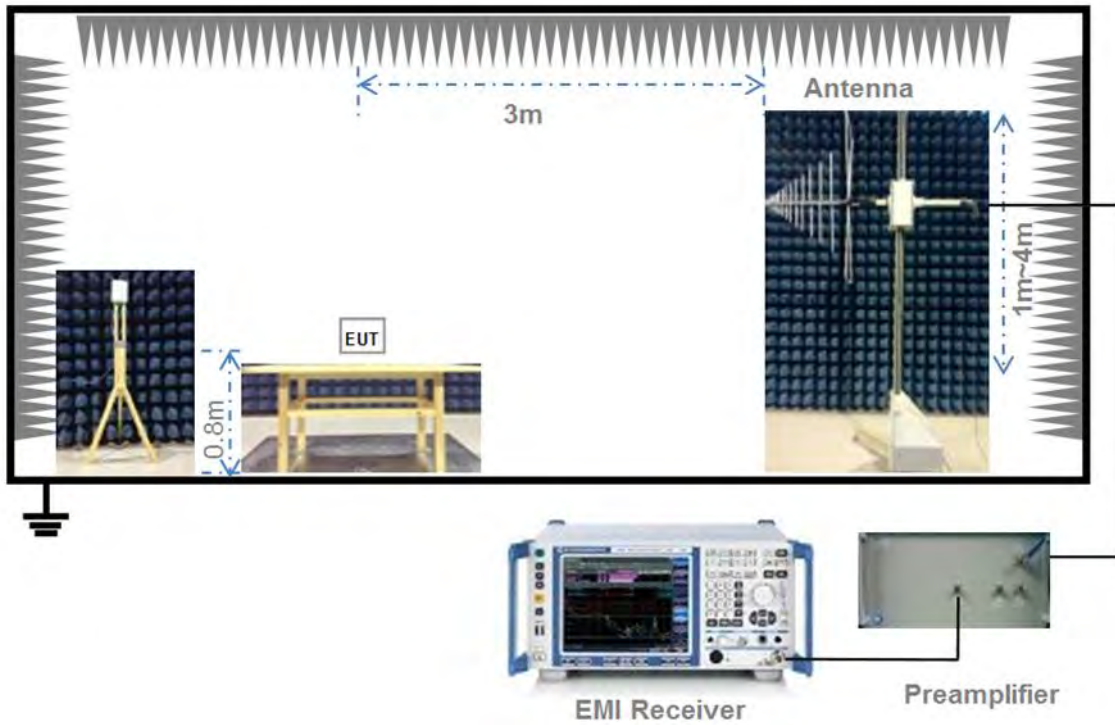 Antenna
3m
1m~4m
EUT
0.8m
EMI Receiver
Preamplifier